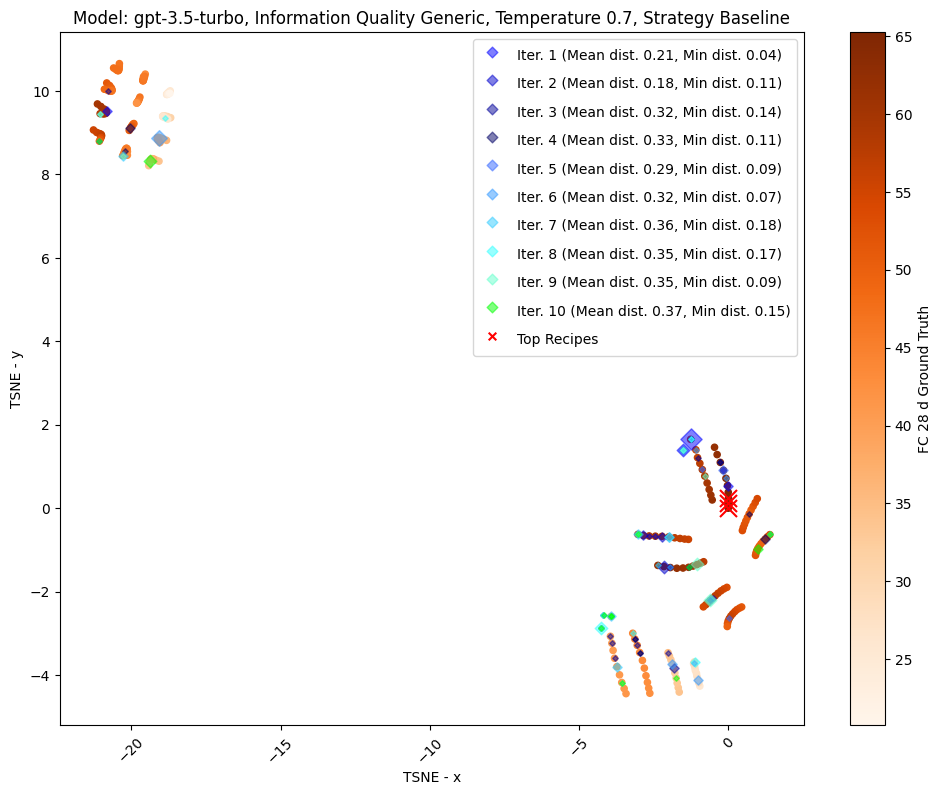 Model: gpt-3.5-turbo, Information Quality Generic, Temperature 0.7, Strategy Baseline
Iter. 1 (Mean dist. 0.21, Min dist. 0.04)
Iter. 2 (Mean dist. 0.18, Min dist. 0.11)
Iter. 3 (Mean dist. 0.32, Min dist. 0.14)
Iter. 4 (Mean dist. 0.33, Min dist. 0.11)
Iter. 5 (Mean dist. 0.29, Min dist. 0.09)
Iter. 6 (Mean dist. 0.32, Min dist. 0.07)
Iter. 7 (Mean dist. 0.36, Min dist. 0.18)
Iter. 8 (Mean dist. 0.35, Min dist. 0.17)
Iter. 9 (Mean dist. 0.35, Min dist. 0.09)
Iter. 10 (Mean dist. 0.37, Min dist. 0.15)
Top Recipes
TSNE - y
10
8
6
4
2
0
−2
−4
−20
−15
−10
−5
0
TSNE - x
65
60
55
50
45
40
35
30
25
FC 28 d Ground Truth